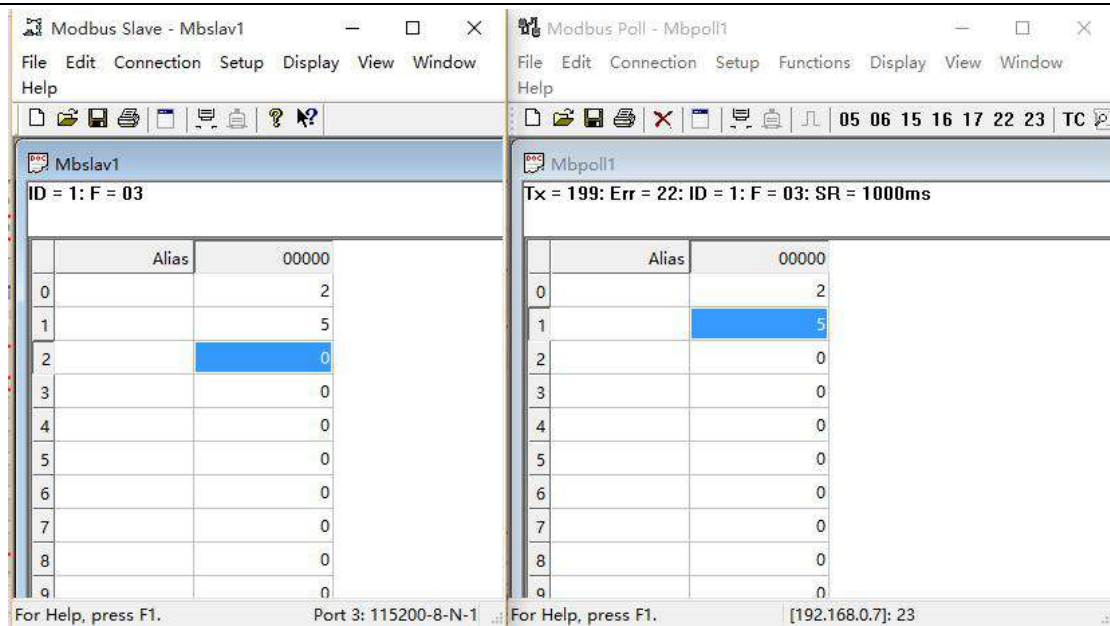 Modbus Slave - Mbslav1
File Edit Connection Setup Display View Window
Help
Mbslav1
ID = 1: F = 03
Alias 00000
0 2
1 5
2 0
3 0
4 0
5 0
6 0
7 0
8 0
9 0
For Help, press F1. Port 3: 115200-8-N-1
Modbus Poll - Mbpoll1
File Edit Connection Setup Functions Display View Window
Help
05 06 15 16 17 22 23 TC
Mbpoll1
Tx = 199: Err = 22: ID = 1: F = 03: SR = 1000ms
Alias 00000
0 2
1 5
2 0
3 0
4 0
5 0
6 0
7 0
8 0
9 0
For Help, press F1. [192.168.0.7]: 23